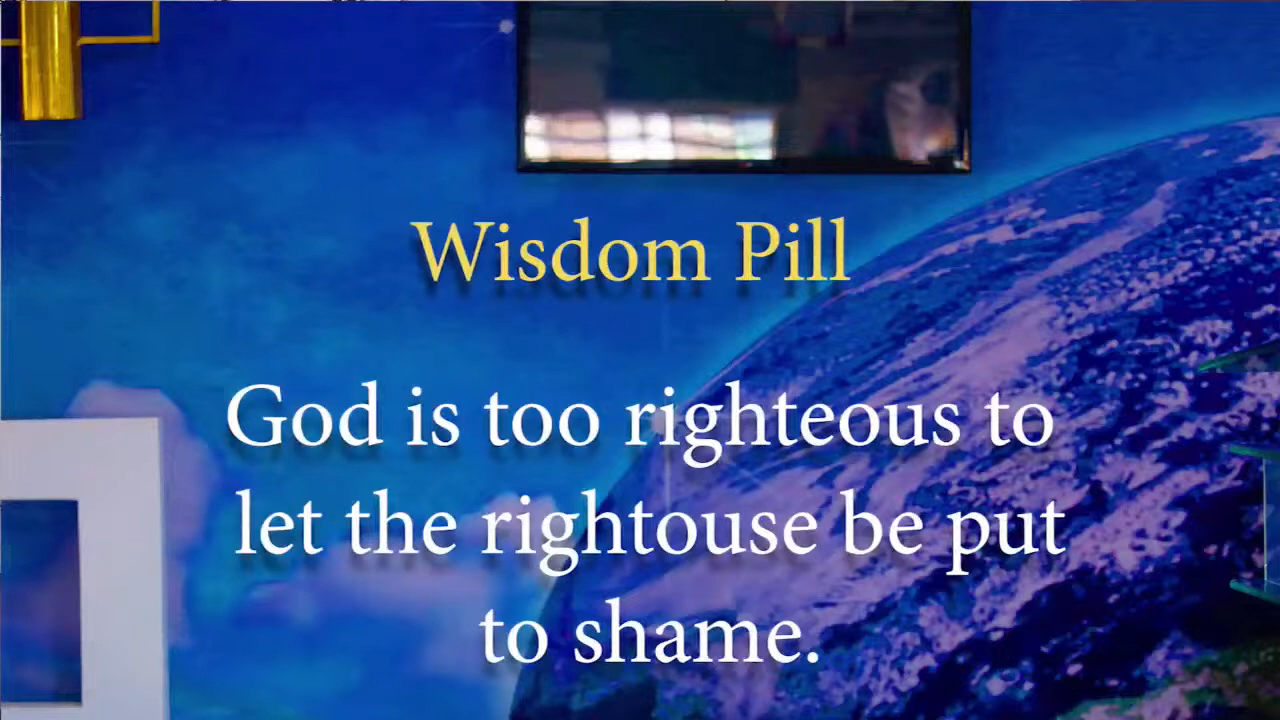 Wisdom Pill
God is too righteous to
let the rightouse be put
to shame.